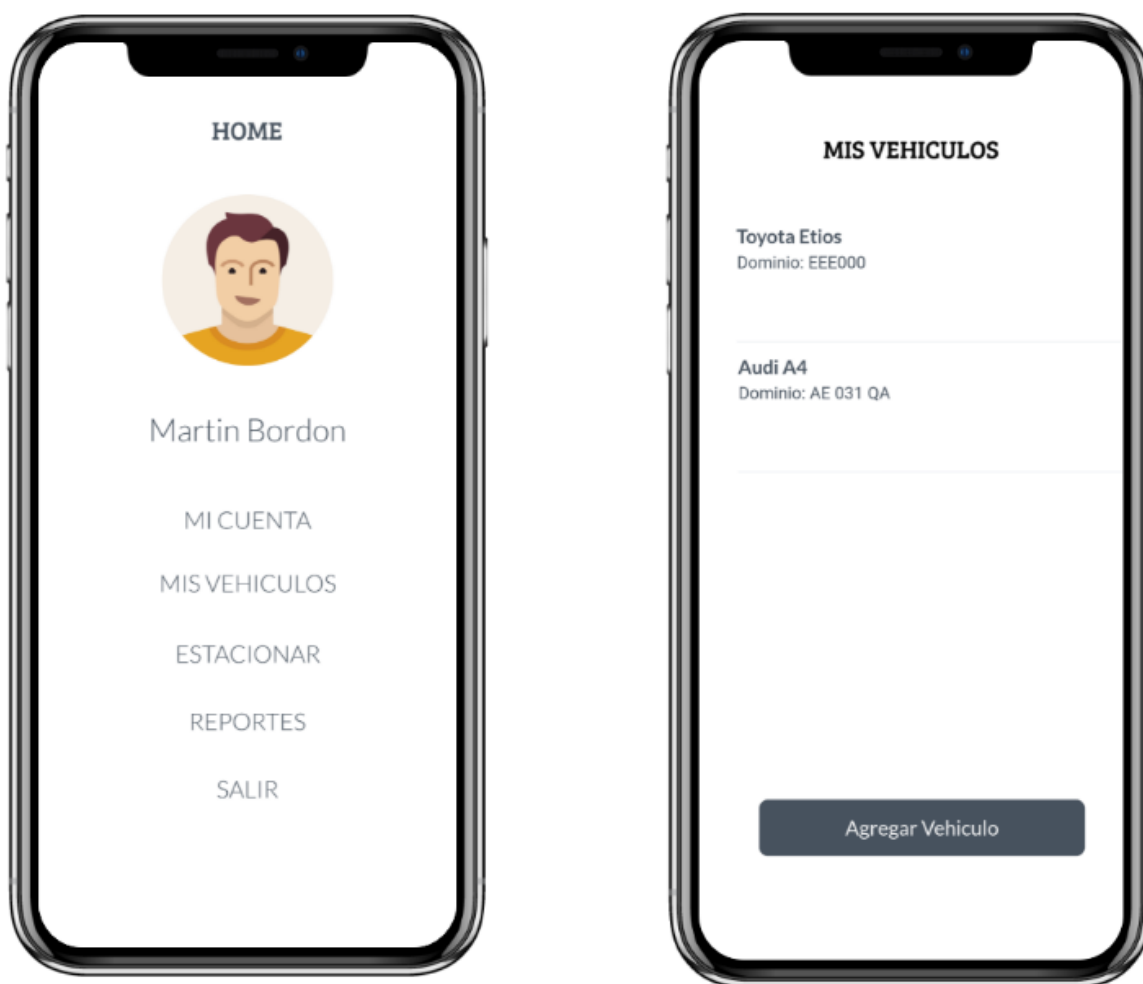 HOME
Martin Bordon
MI CUENTA
MIS VEHICULOS
ESTACIONAR
REPORTES
SALIR
MIS VEHICULOS
Toyota Etios
Dominio: EEE000
Audi A4
Dominio: AE 031 QA
Agregar Vehiculo